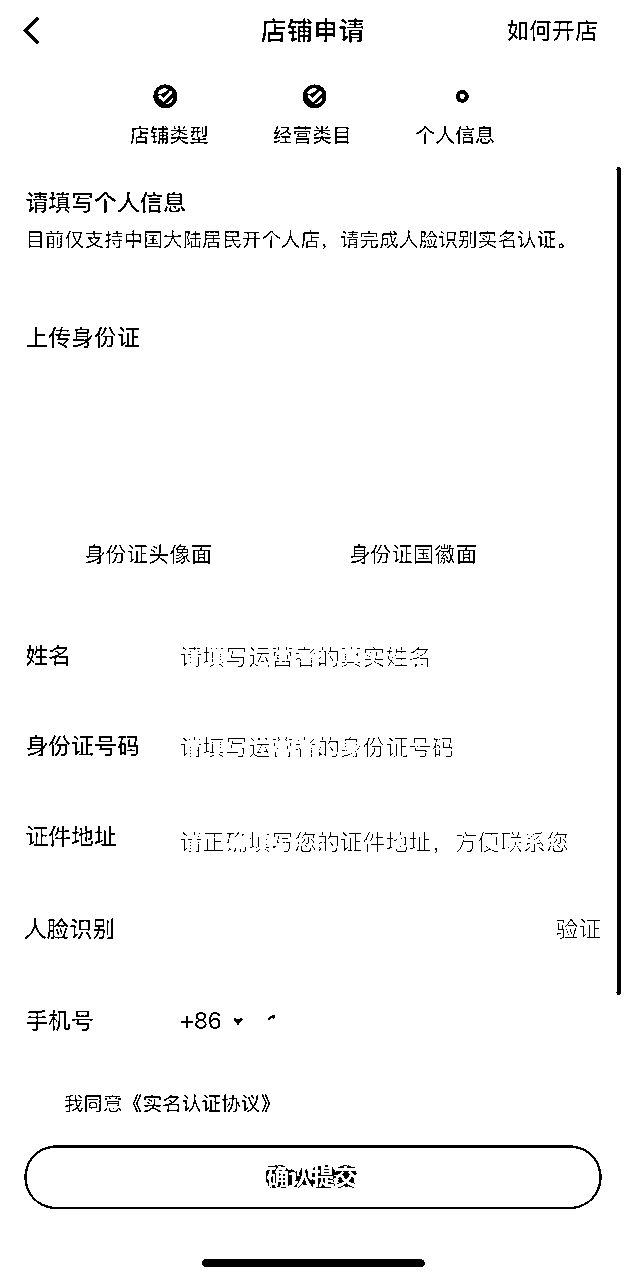 店铺申请 如何开店
店铺类型 经营类目 个人信息
请填写个人信息
目前仅支持中国大陆居民开个人店，请完成人脸识别实名认证。
上传身份证
身份证头像面 身份证国徽面
姓名 请填写运营者的真实姓名
身份证号码 请填写运营者的身份证号码
证件地址 请正确填写您的证件地址，方便联系您
人脸识别 验证
手机号 +86
我同意《实名认证协议》
确认提交